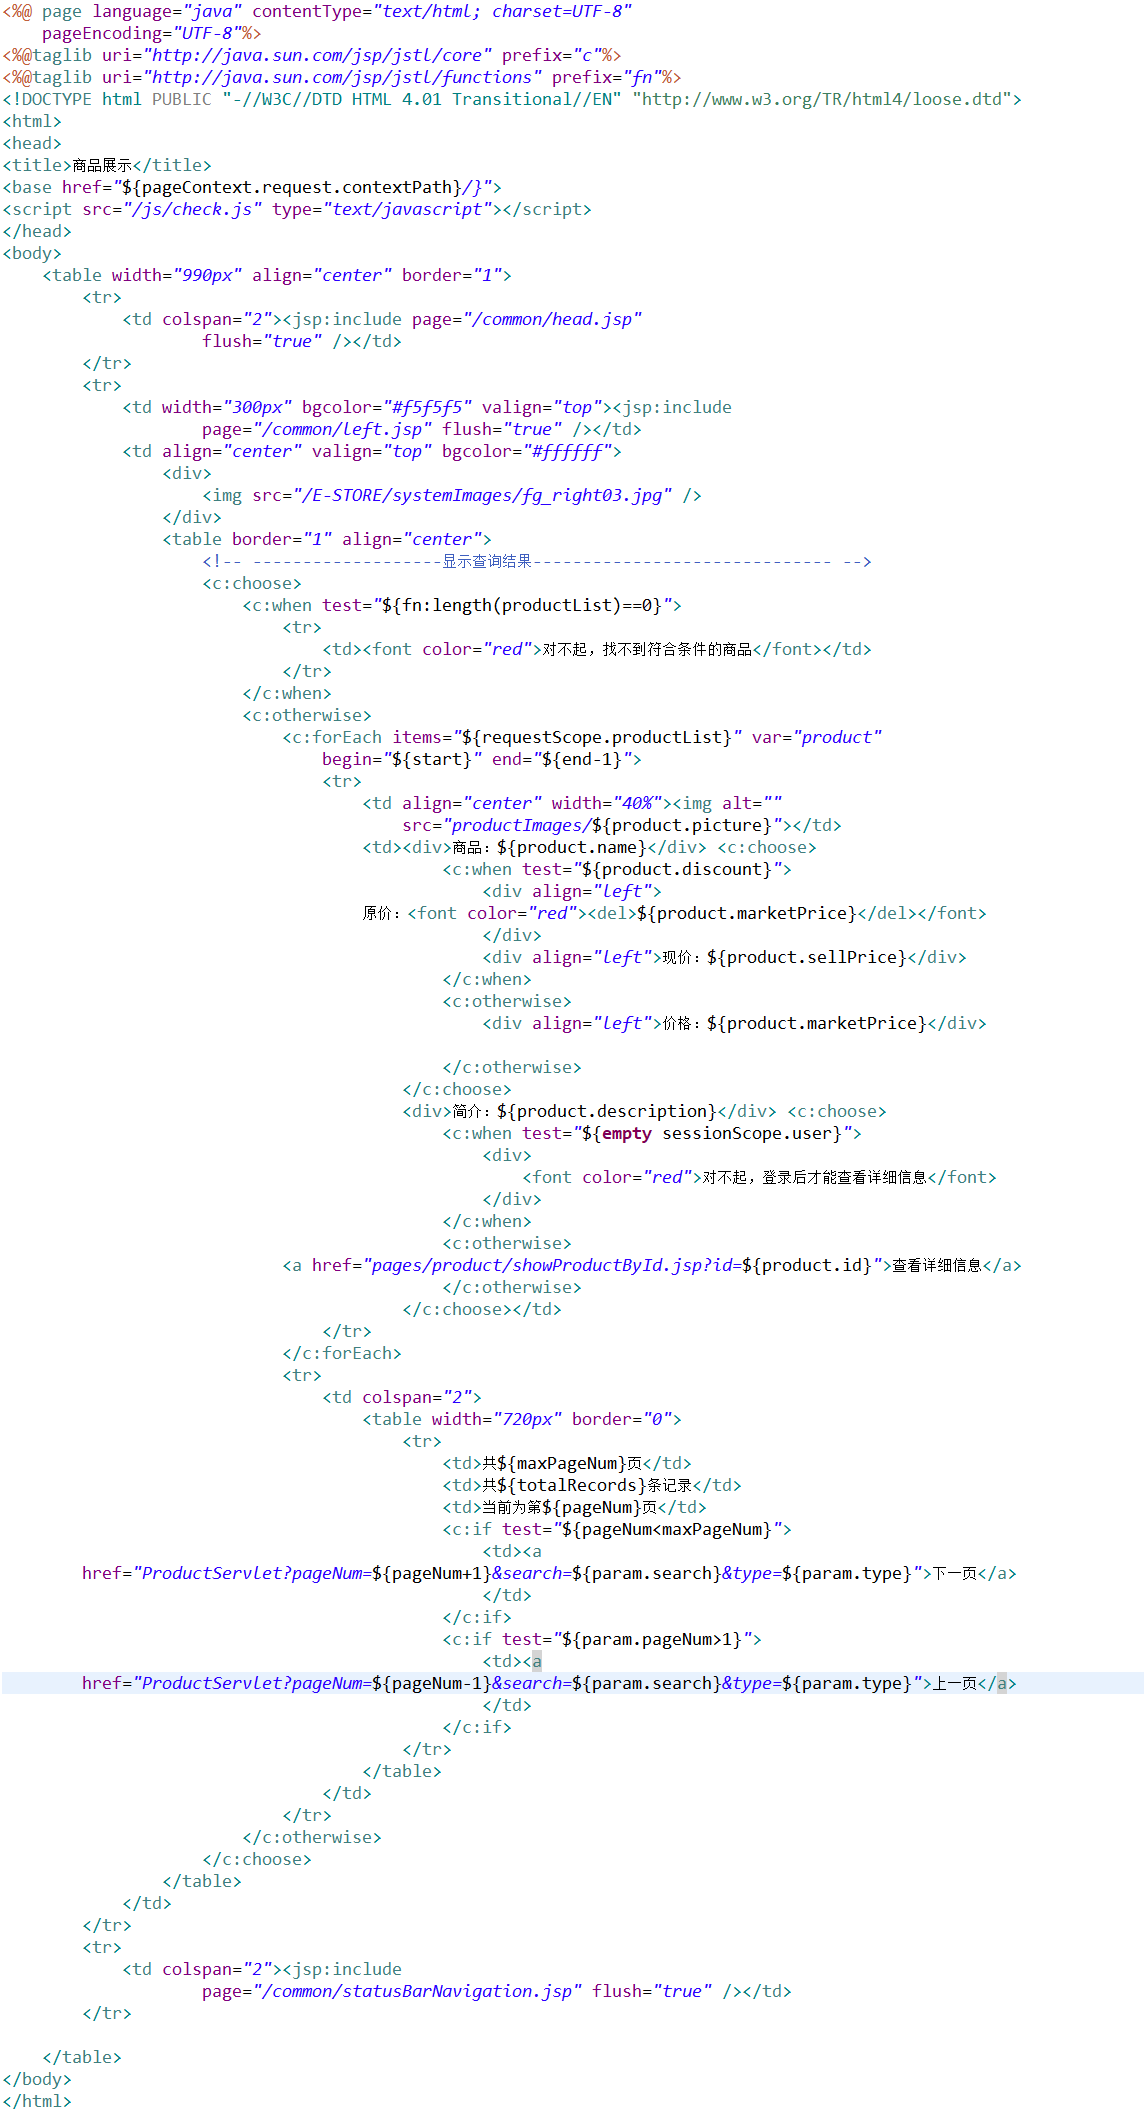 <%@ page language="java" contentType="text/html; charset=UTF-8"
    pageEncoding="UTF-8"%>
<%@taglib uri="http://java.sun.com/jsp/jstl/core" prefix="c"%>
<%@taglib uri="http://java.sun.com/jsp/jstl/functions" prefix="fn"%>
<!DOCTYPE html PUBLIC "-//W3C//DTD HTML 4.01 Transitional//EN" "http://www.w3.org/TR/html4/loose.dtd">
<html>
<head>
<title>商品展示</title>
<base href="${pageContext.request.contextPath}/}">
<script src="/js/check.js" type="text/javascript"></script>
</head>
<body>
    <table width="990px" align="center" border="1">
        <tr>
            <td colspan="2"><jsp:include page="/common/head.jsp"
                    flush="true" /></td>
        </tr>
        <tr>
            <td width="300px" bgcolor="#f5f5f5" valign="top"><jsp:include
                    page="/common/left.jsp" flush="true" /></td>
            <td align="center" valign="top" bgcolor="#ffffff">
                <div>
                    <img src="/E-STORE/systemImages/fg_right03.jpg" />
                </div>
                <table border="1" align="center">
                    <!-- -------------------显示查询结果------------------------------ -->
                    <c:choose>
                        <c:when test="${fn:length(productList)==0}">
                            <tr>
                                <td><font color="red">对不起，找不到符合条件的商品</font></td>
                            </tr>
                        </c:when>
                        <c:otherwise>
                            <c:forEach items="${requestScope.productList}" var="product"
                                begin="${start}" end="${end-1}">
                                <tr>
                                    <td align="center" width="40%"><img alt=""
                                        src="productImages/${product.picture}"></td>
                                    <td><div>商品：${product.name}</div> <c:choose>
                                            <c:when test="${product.discount}">
                                                <div align="left">
                                    原价：<font color="red"><del>${product.marketPrice}</del></font>
                                                </div>
                                                <div align="left">现价：${product.sellPrice}</div>
                                            </c:when>
                                            <c:otherwise>
                                                <div align="left">价格：${product.marketPrice}</div>
                                            </c:otherwise>
                                        </c:choose>
                                        <div>简介：${product.description}</div> <c:choose>
                                            <c:when test="${empty sessionScope.user}">
                                                <div>
                                                    <font color="red">对不起，登录后才能查看详细信息</font>
                                                </div>
                                            </c:when>
                                            <c:otherwise>
                            <a href="pages/product/showProductById.jsp?id=${product.id}">查看详细信息</a>
                                            </c:otherwise>
                                        </c:choose></td>
                                </tr>
                            </c:forEach>
                            <tr>
                                <td colspan="2">
                                    <table width="720px" border="0">
                                        <tr>
                                            <td>共${maxPageNum}页</td>
                                            <td>共${totalRecords}条记录</td>
                                            <td>当前为第${pageNum}页</td>
                                            <c:if test="${pageNum<maxPageNum}">
                                                <td><a
        href="ProductServlet?pageNum=${pageNum+1}&search=${param.search}&type=${param.type}">下一页</a>
                                                </td>
                                            </c:if>
                                            <c:if test="${param.pageNum>1}">
                                                <td><a
        href="ProductServlet?pageNum=${pageNum-1}&search=${param.search}&type=${param.type}">上一页</a>
                                                </td>
                                            </c:if>
                                        </tr>
                                    </table>
                                </td>
                            </tr>
                        </c:otherwise>
                    </c:choose>
                </table>
            </td>
        </tr>
        <tr>
            <td colspan="2"><jsp:include
                    page="/common/statusBarNavigation.jsp" flush="true" /></td>
        </tr>
    </table>
</body>
</html>